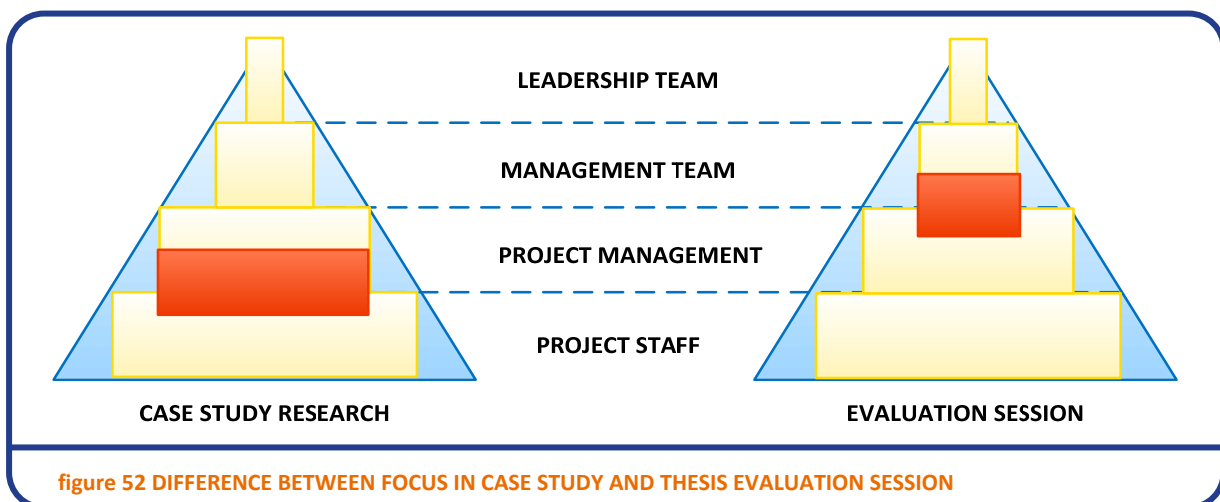 LEADERSHIP TEAM
MANAGEMENT TEAM
PROJECT MANAGEMENT
PROJECT STAFF
CASE STUDY RESEARCH
EVALUATION SESSION
figure 52 DIFFERENCE BETWEEN FOCUS IN CASE STUDY AND THESIS EVALUATION SESSION